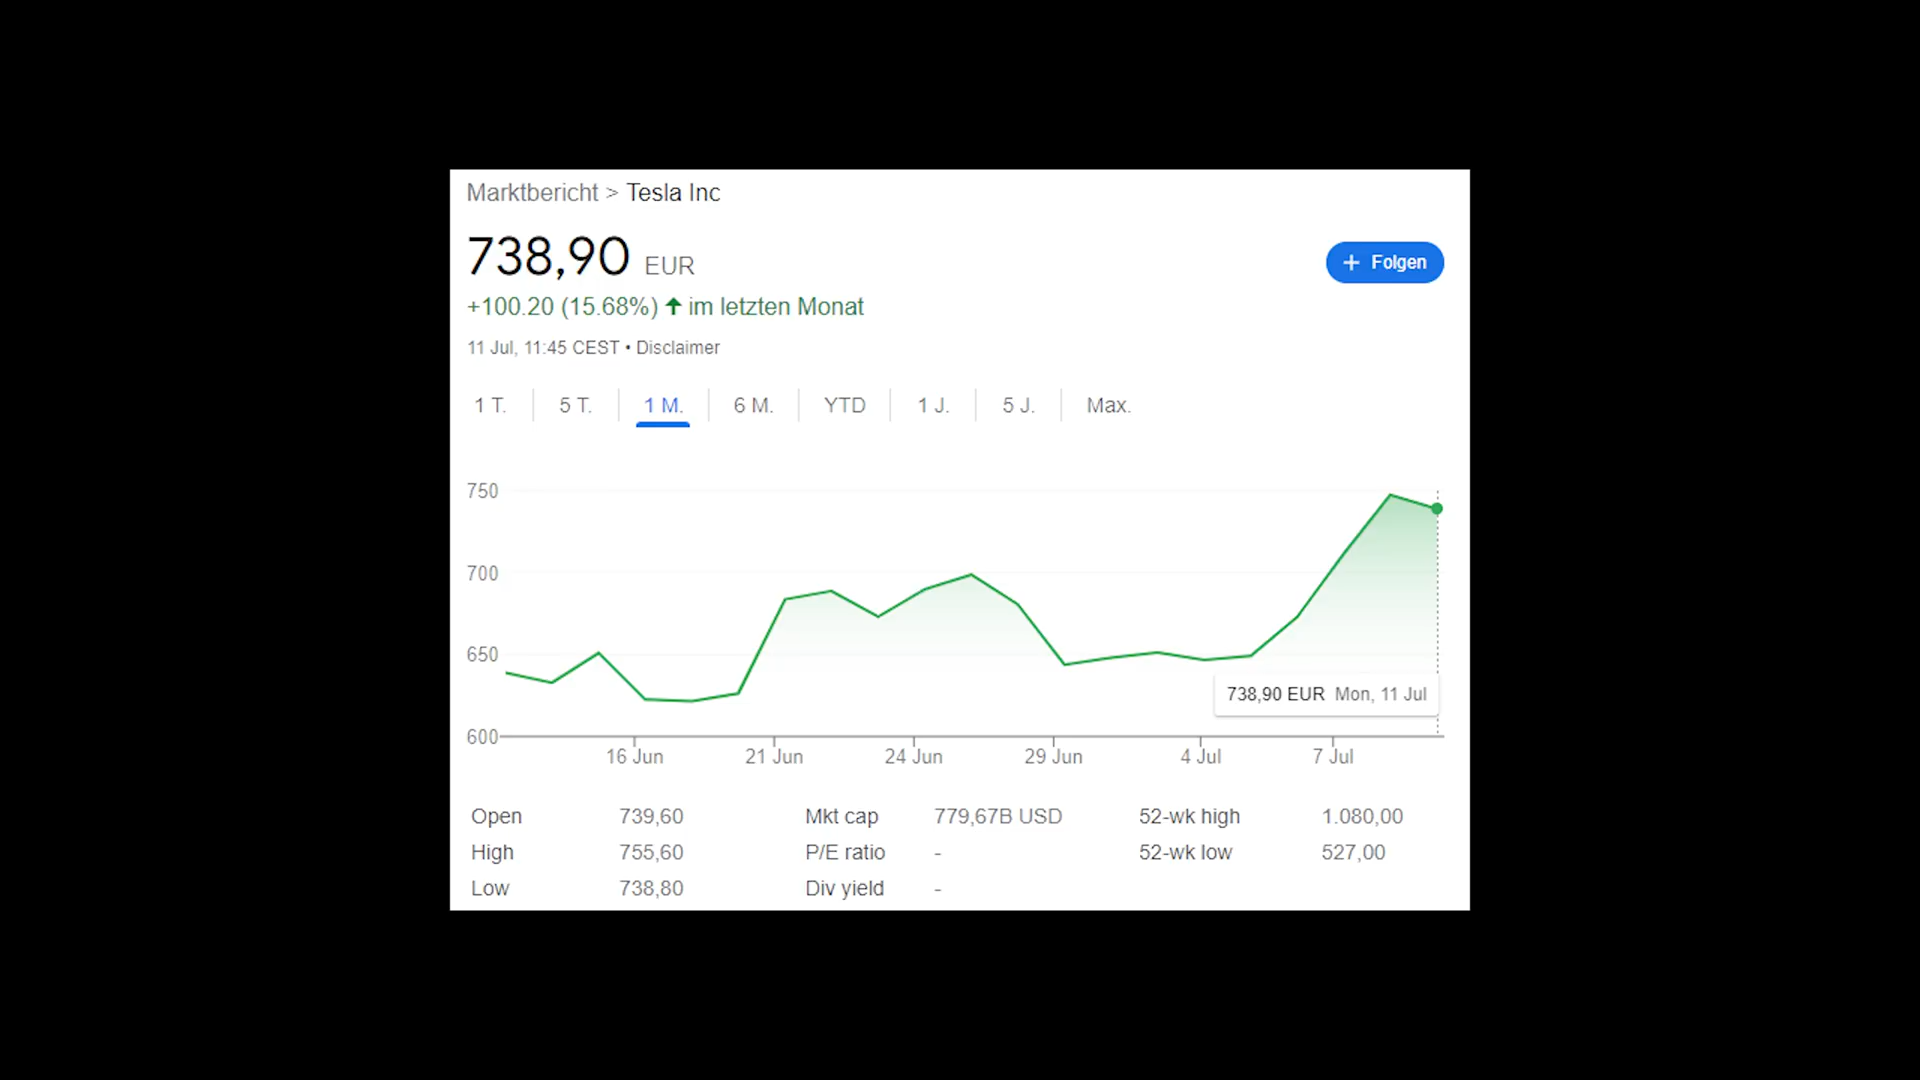 Marktbericht > Tesla Inc
738,90 EUR
+ Folgen
+100.20 (15.68%) ↑ im letzten Monat
11 Jul, 11:45 CEST • Disclaimer
1 T. 5 T. 1 M. 6 M. YTD 1 J. 5 J. Max.
750
700
650
738,90 EUR Mon, 11 Jul
600
16 Jun 21 Jun 24 Jun 29 Jun 4 Jul 7 Jul
Open 739,60 Mkt cap 779,67B USD 52-wk high 1.080,00
High 755,60 P/E ratio - 52-wk low 527,00
Low 738,80 Div yield -